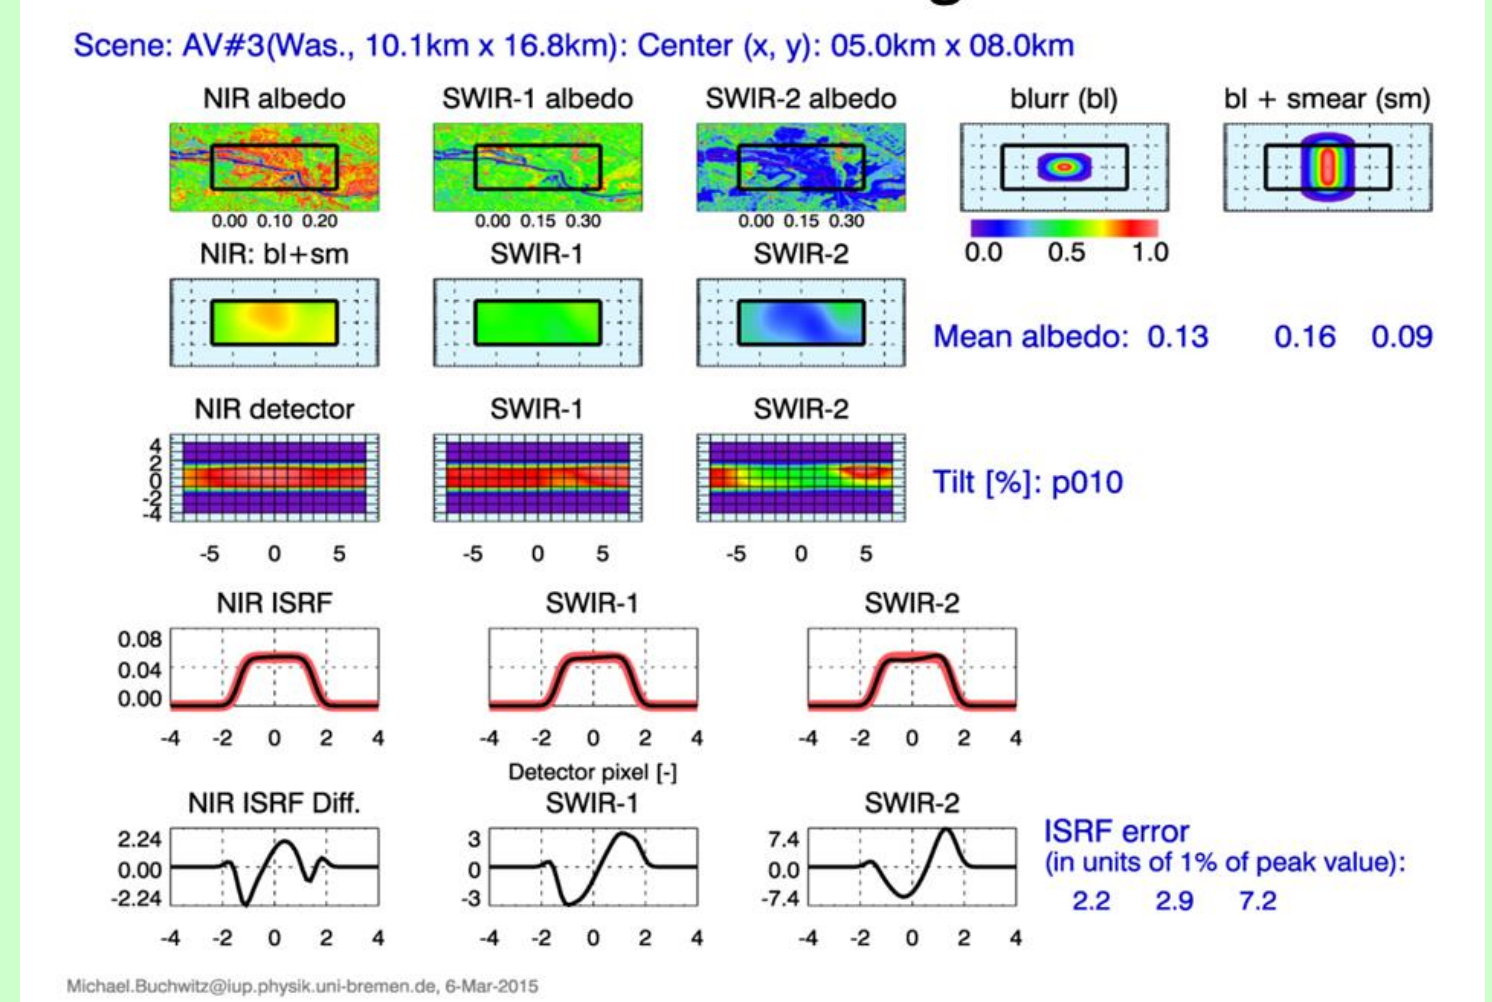 Scene: AV#3(Was., 10.1km x 16.8km): Center (x, y): 05.0km x 08.0km
NIR albedo SWIR-1 albedo SWIR-2 albedo blurr (bl) bl + smear (sm)
0.00 0.10 0.20 0.00 0.15 0.30 0.00 0.15 0.30
0.0 0.5 1.0
NIR: bl+sm SWIR-1 SWIR-2
Mean albedo: 0.13 0.16 0.09
NIR detector SWIR-1 SWIR-2
4
2
0
-2
-4
Tilt [%]: p010
-5 0 5 -5 0 5 -5 0 5
NIR ISRF SWIR-1 SWIR-2
0.08
0.04
0.00
-4 -2 0 2 4 -4 -2 0 2 4 -4 -2 0 2 4
Detector pixel [-]
NIR ISRF Diff. SWIR-1 SWIR-2
2.24 3 7.4
0.00 0 0.0
-2.24 -3 -7.4
ISRF error
(in units of 1% of peak value):
2.2 2.9 7.2
-4 -2 0 2 4 -4 -2 0 2 4 -4 -2 0 2 4
Michael.Buchwitz@iup.physik.uni-bremen.de, 6-Mar-2015